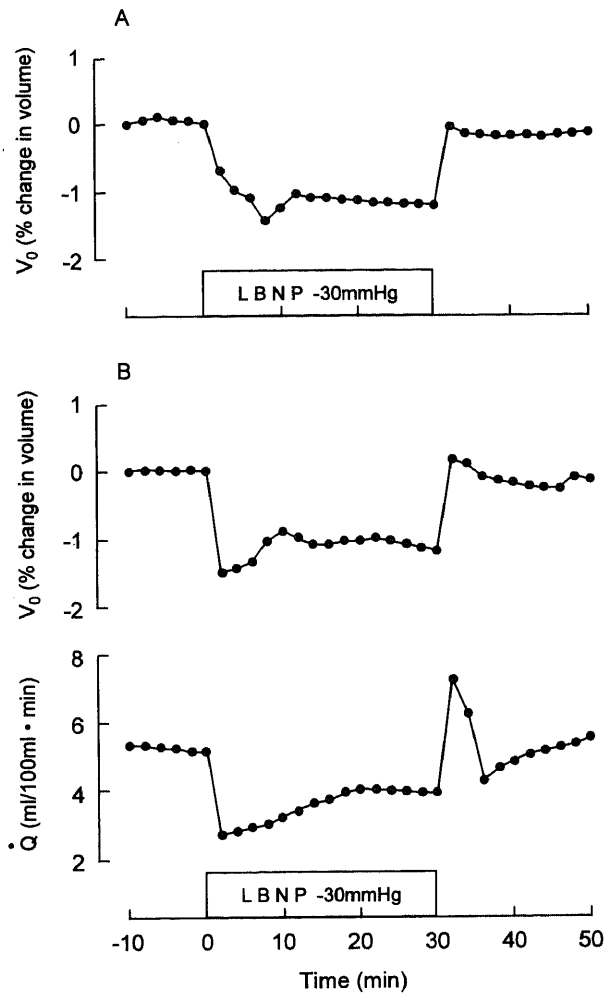 A
V0 (% change in volume)
1
0
-1
-2
LBNP -30mmHg
B
V0 (% change in volume)
1
0
-1
-2
Q̇ (ml/100ml • min)
8
6
4
2
LBNP -30mmHg
-10 0 10 20 30 40 50
Time (min)